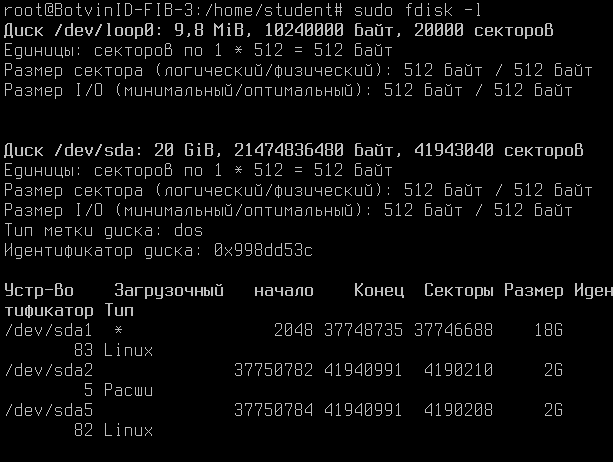 root@BotvinID-FIB-3:/home/student# sudo fdisk -l
Диск /dev/loop0: 9,8 MiB, 10240000 байт, 20000 секторов
Единицы: секторов по 1 * 512 = 512 байт
Размер сектора (логический/физический): 512 байт / 512 байт
Размер I/O (минимальный/оптимальный): 512 байт / 512 байт
Диск /dev/sda: 20 GiB, 21474836480 байт, 41943040 секторов
Единицы: секторов по 1 * 512 = 512 байт
Размер сектора (логический/физический): 512 байт / 512 байт
Размер I/O (минимальный/оптимальный): 512 байт / 512 байт
Тип метки диска: dos
Идентификатор диска: 0x998dd53c
Устр-во Загрузочный начало Конец Секторы Размер Иден
тификатор Тип
/dev/sda1 * 2048 37748735 37746688 18G
83 Linux
/dev/sda2 37750782 41940991 4190210 2G
5 Расши
/dev/sda5 37750784 41940991 4190208 2G
82 Linux